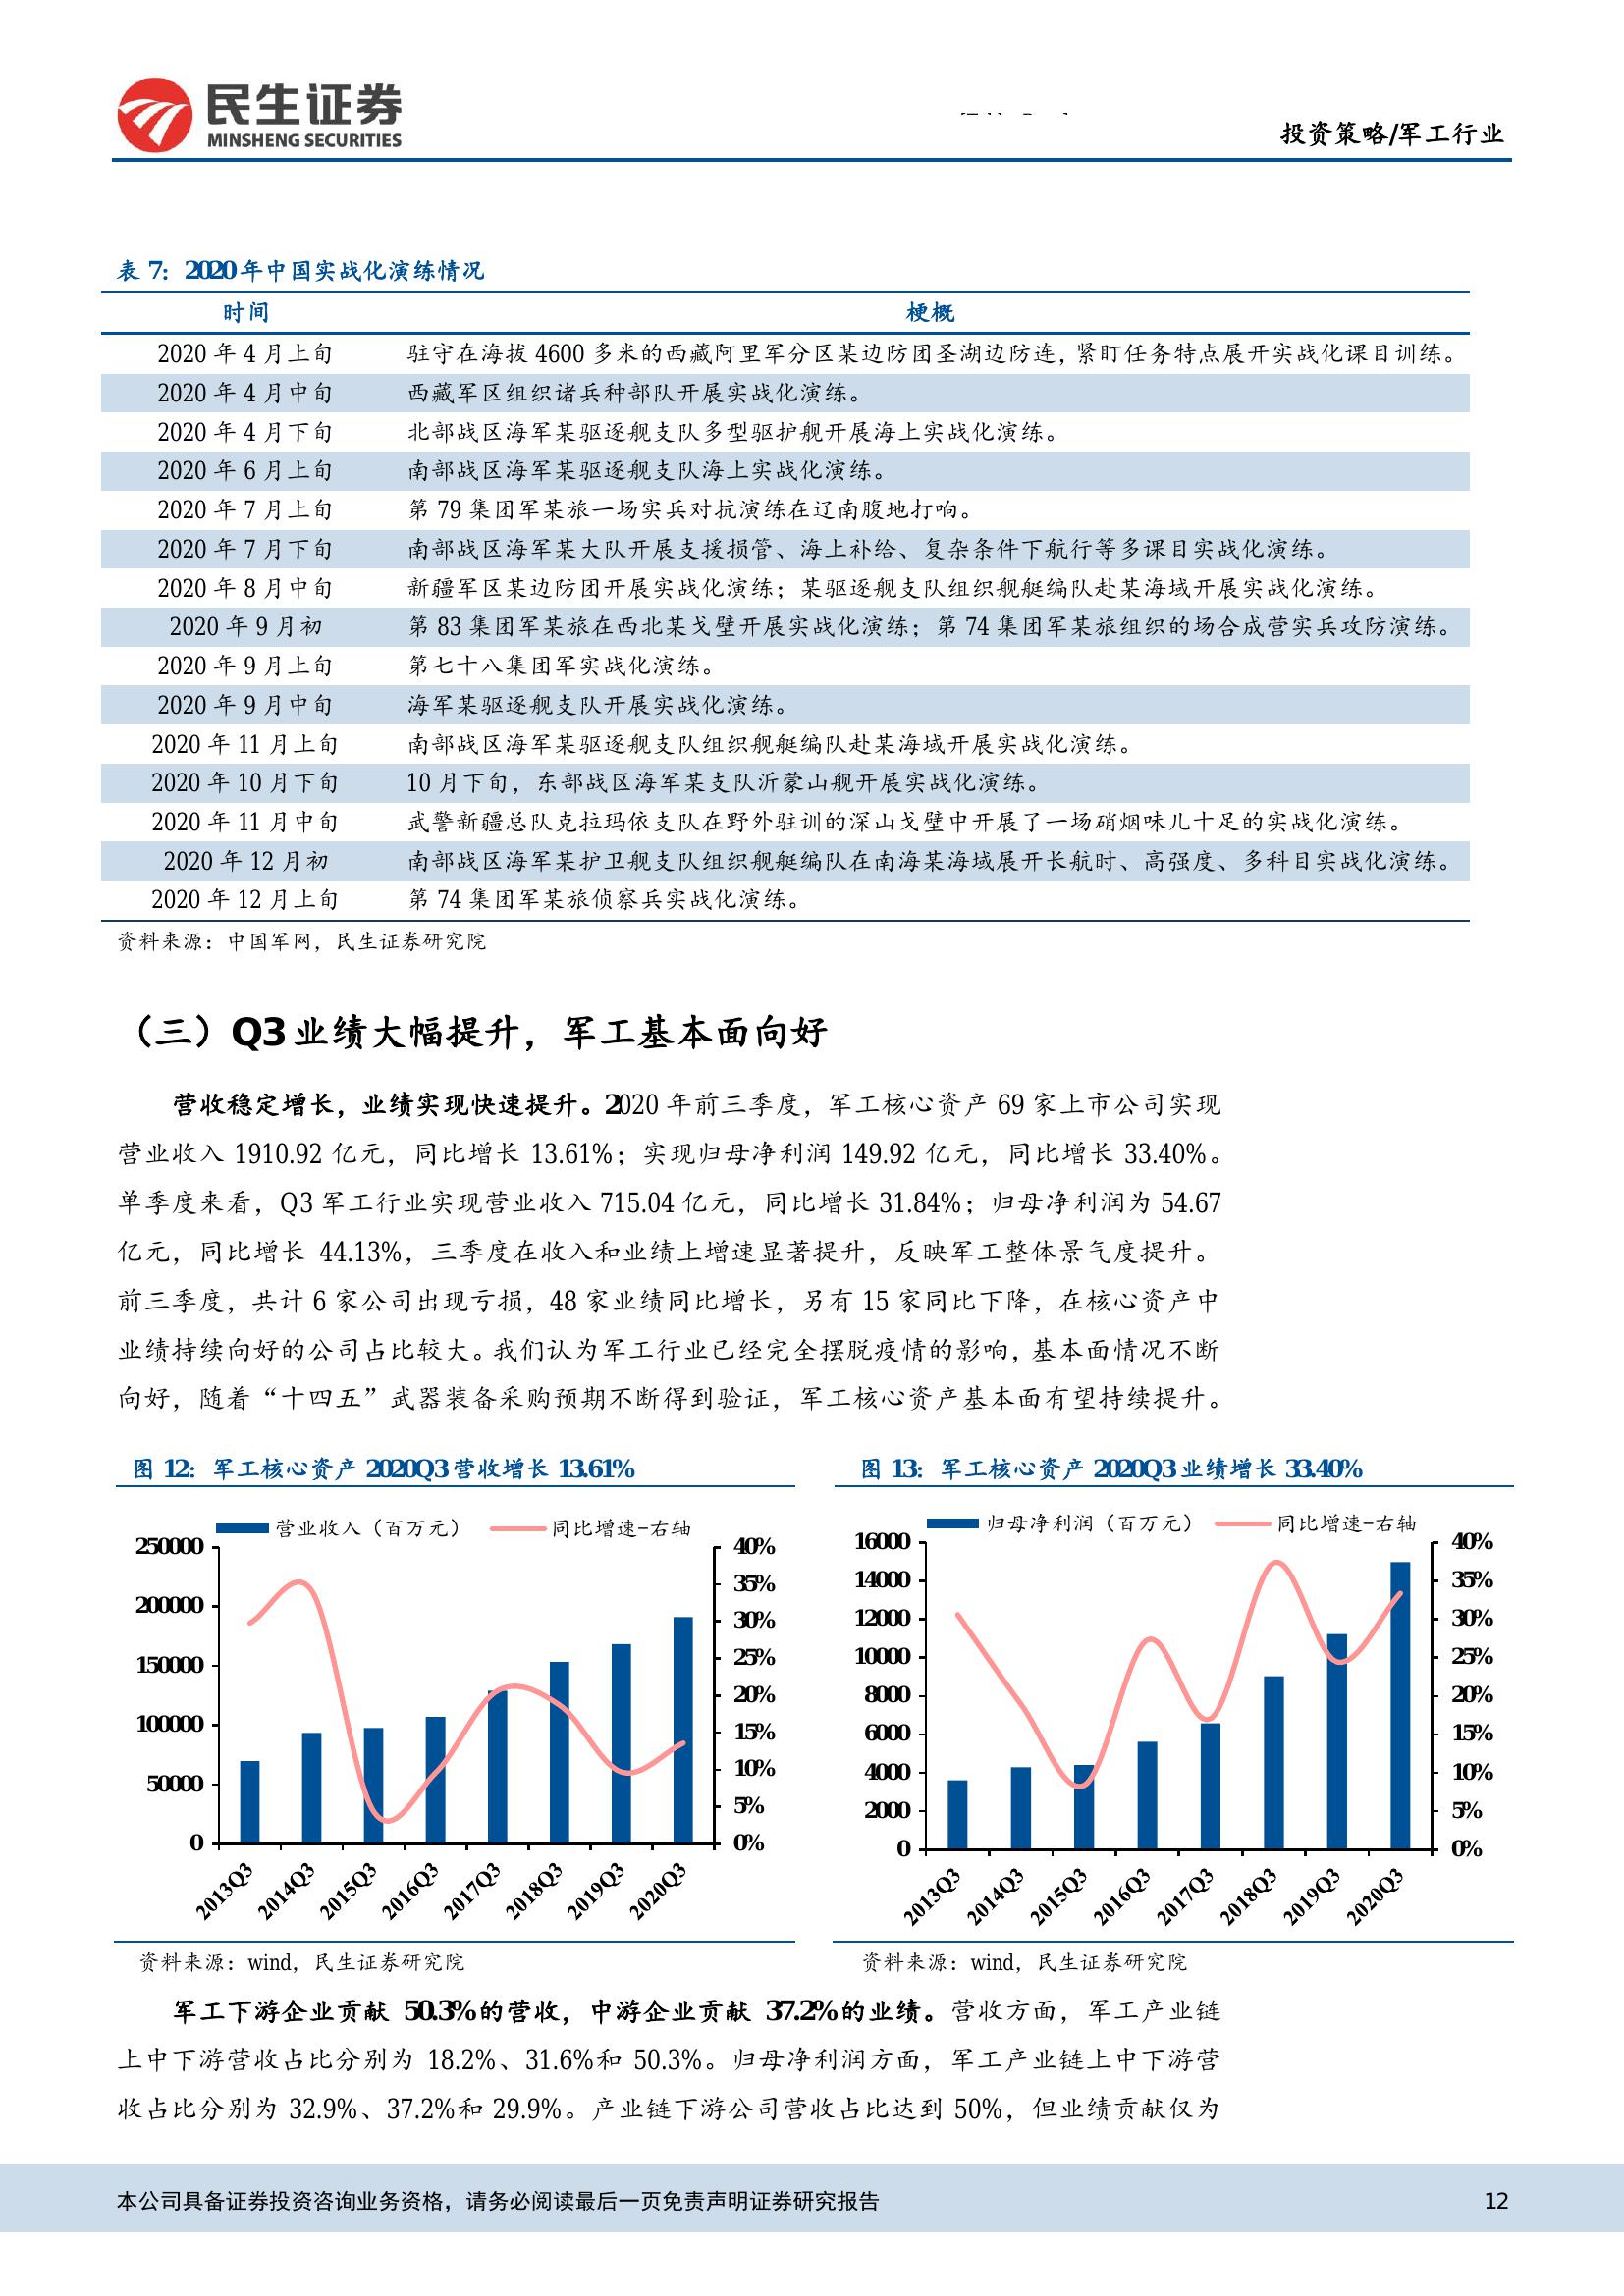 民生证券
MINSHENG SECURITIES
投资策略/军工行业
表 7：2020 年中国实战化演练情况
时间 梗概
2020 年 4 月上旬 驻守在海拔 4600 多米的西藏阿里军分区某边防团圣湖边防连，紧盯任务特点展开实战化课目训练。
2020 年 4 月中旬 西藏军区组织诸兵种部队开展实战化演练。
2020 年 4 月下旬 北部战区海军某驱逐舰支队多型驱护舰开展海上实战化演练。
2020 年 6 月上旬 南部战区海军某驱逐舰支队海上实战化演练。
2020 年 7 月上旬 第 79 集团军某旅一场实兵对抗演练在辽南腹地打响。
2020 年 7 月下旬 南部战区海军某大队开展支援损管、海上补给、复杂条件下航行等多课目实战化演练。
2020 年 8 月中旬 新疆军区某边防团开展实战化演练；某驱逐舰支队组织舰艇编队赴某海域开展实战化演练。
2020 年 9 月初 第 83 集团军某旅在西北某戈壁开展实战化演练；第 74 集团军某旅组织的场合成营实兵攻防演练。
2020 年 9 月上旬 第七十八集团军实战化演练。
2020 年 9 月中旬 海军某驱逐舰支队开展实战化演练。
2020 年 11 月上旬 南部战区海军某驱逐舰支队组织舰艇编队赴某海域开展实战化演练。
2020 年 10 月下旬 10 月下旬，东部战区海军某支队沂蒙山舰开展实战化演练。
2020 年 11 月中旬 武警新疆总队克拉玛依支队在野外驻训的深山戈壁中开展了一场硝烟味儿十足的实战化演练。
2020 年 12 月初 南部战区海军某护卫舰支队组织舰艇编队在南海某海域展开长航时、高强度、多科目实战化演练。
2020 年 12 月上旬 第 74 集团军某旅侦察兵实战化演练。
资料来源：中国军网，民生证券研究院
（三）Q3 业绩大幅提升，军工基本面向好
营收稳定增长，业绩实现快速提升。2020 年前三季度，军工核心资产 69 家上市公司实现
营业收入 1910.92 亿元，同比增长 13.61%；实现归母净利润 149.92 亿元，同比增长 33.40%。
单季度来看，Q3 军工行业实现营业收入 715.04 亿元，同比增长 31.84%；归母净利润为 54.67
亿元，同比增长 44.13%，三季度在收入和业绩上增速显著提升，反映军工整体景气度提升。
前三季度，共计 6 家公司出现亏损，48 家业绩同比增长，另有 15 家同比下降，在核心资产中
业绩持续向好的公司占比较大。我们认为军工行业已经完全摆脱疫情的影响，基本面情况不断
向好，随着“十四五”武器装备采购预期不断得到验证，军工核心资产基本面有望持续提升。
图 12：军工核心资产 2020Q3 营收增长 13.61%
营业收入（百万元） 同比增速-右轴
250000
200000
150000
100000
50000
0
40%
35%
30%
25%
20%
15%
10%
5%
0%
2013Q3 2014Q3 2015Q3 2016Q3 2017Q3 2018Q3 2019Q3 2020Q3
资料来源：wind，民生证券研究院
图 13：军工核心资产 2020Q3 业绩增长 33.40%
归母净利润（百万元） 同比增速-右轴
16000
14000
12000
10000
8000
6000
4000
2000
0
40%
35%
30%
25%
20%
15%
10%
5%
0%
2013Q3 2014Q3 2015Q3 2016Q3 2017Q3 2018Q3 2019Q3 2020Q3
资料来源：wind，民生证券研究院
军工下游企业贡献 50.3%的营收，中游企业贡献 37.2%的业绩。营收方面，军工产业链
上中下游营收占比分别为 18.2%、31.6%和 50.3%。归母净利润方面，军工产业链上中下游营
收占比分别为 32.9%、37.2%和 29.9%。产业链下游公司营收占比达到 50%，但业绩贡献仅为
本公司具备证券投资咨询业务资格，请务必阅读最后一页免责声明证券研究报告 12